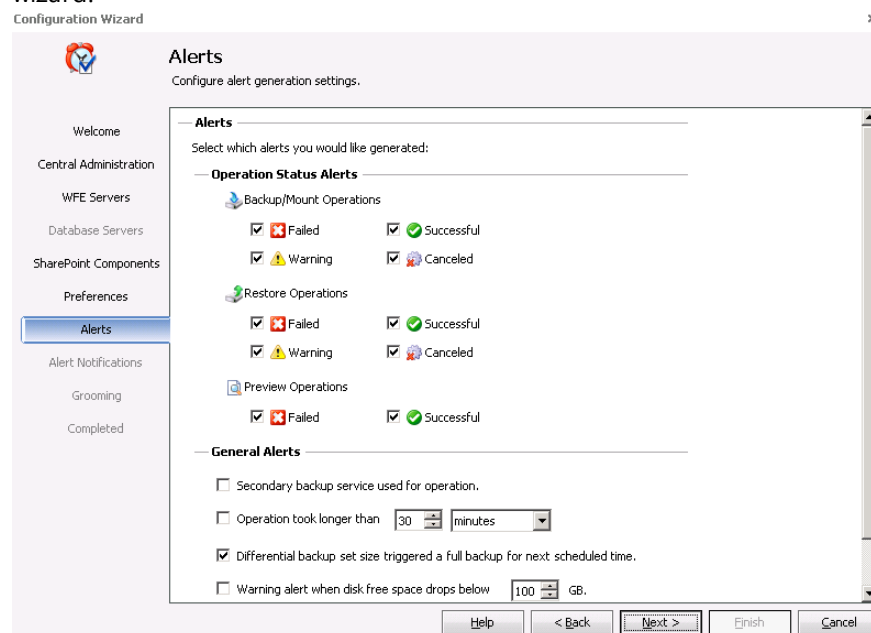 wizard.
Configuration Wizard
Alerts
Configure alert generation settings.
Welcome
Central Administration
WFE Servers
Database Servers
SharePoint Components
Preferences
Alerts
Alert Notifications
Grooming
Completed
Alerts
Select which alerts you would like generated:
Operation Status Alerts
Backup/Mount Operations
Failed Successful
Warning Canceled
Restore Operations
Failed Successful
Warning Canceled
Preview Operations
Failed Successful
General Alerts
Secondary backup service used for operation.
Operation took longer than 30 minutes
Differential backup set size triggered a full backup for next scheduled time.
Warning alert when disk free space drops below 100 GB.
Help < Back Next > Finish Cancel